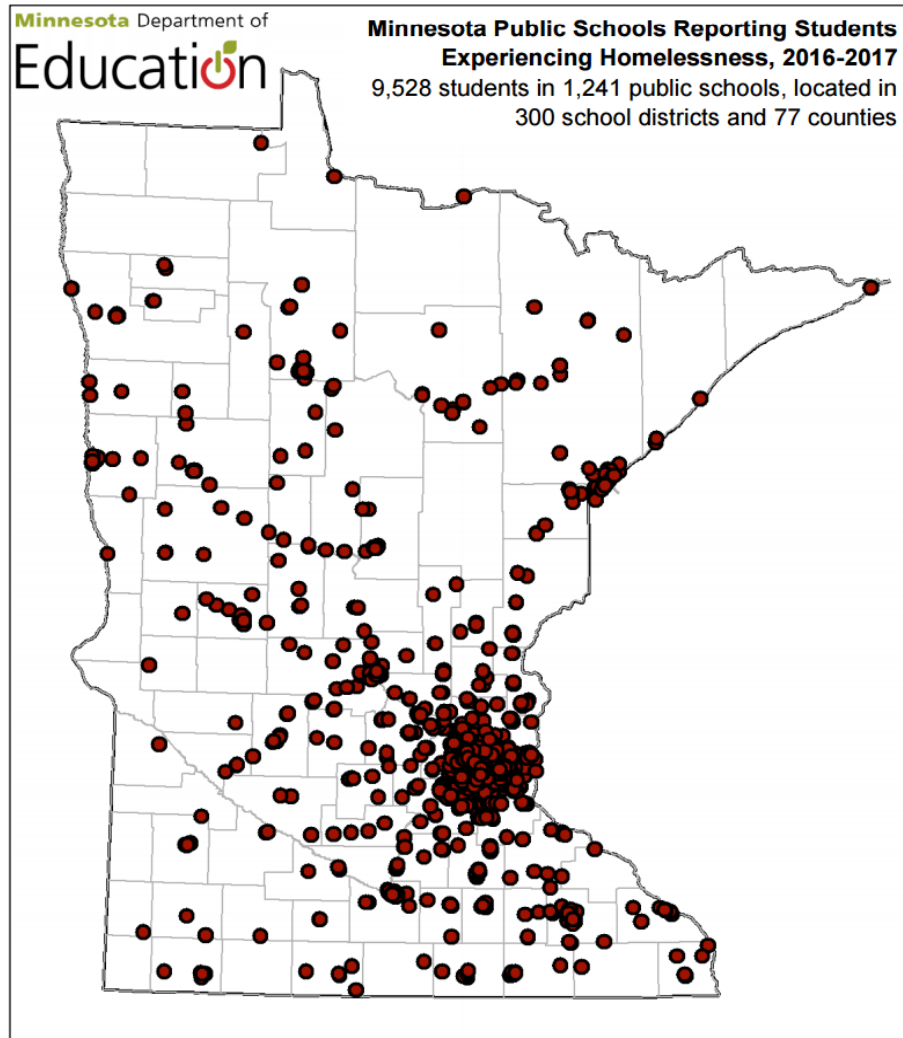 Minnesota Department of
Education
Minnesota Public Schools Reporting Students
Experiencing Homelessness, 2016-2017
9,528 students in 1,241 public schools, located in
300 school districts and 77 counties